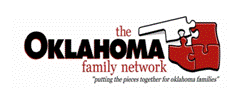 the
OKLAHOMA
family network
"putting the pieces together for oklahoma families"